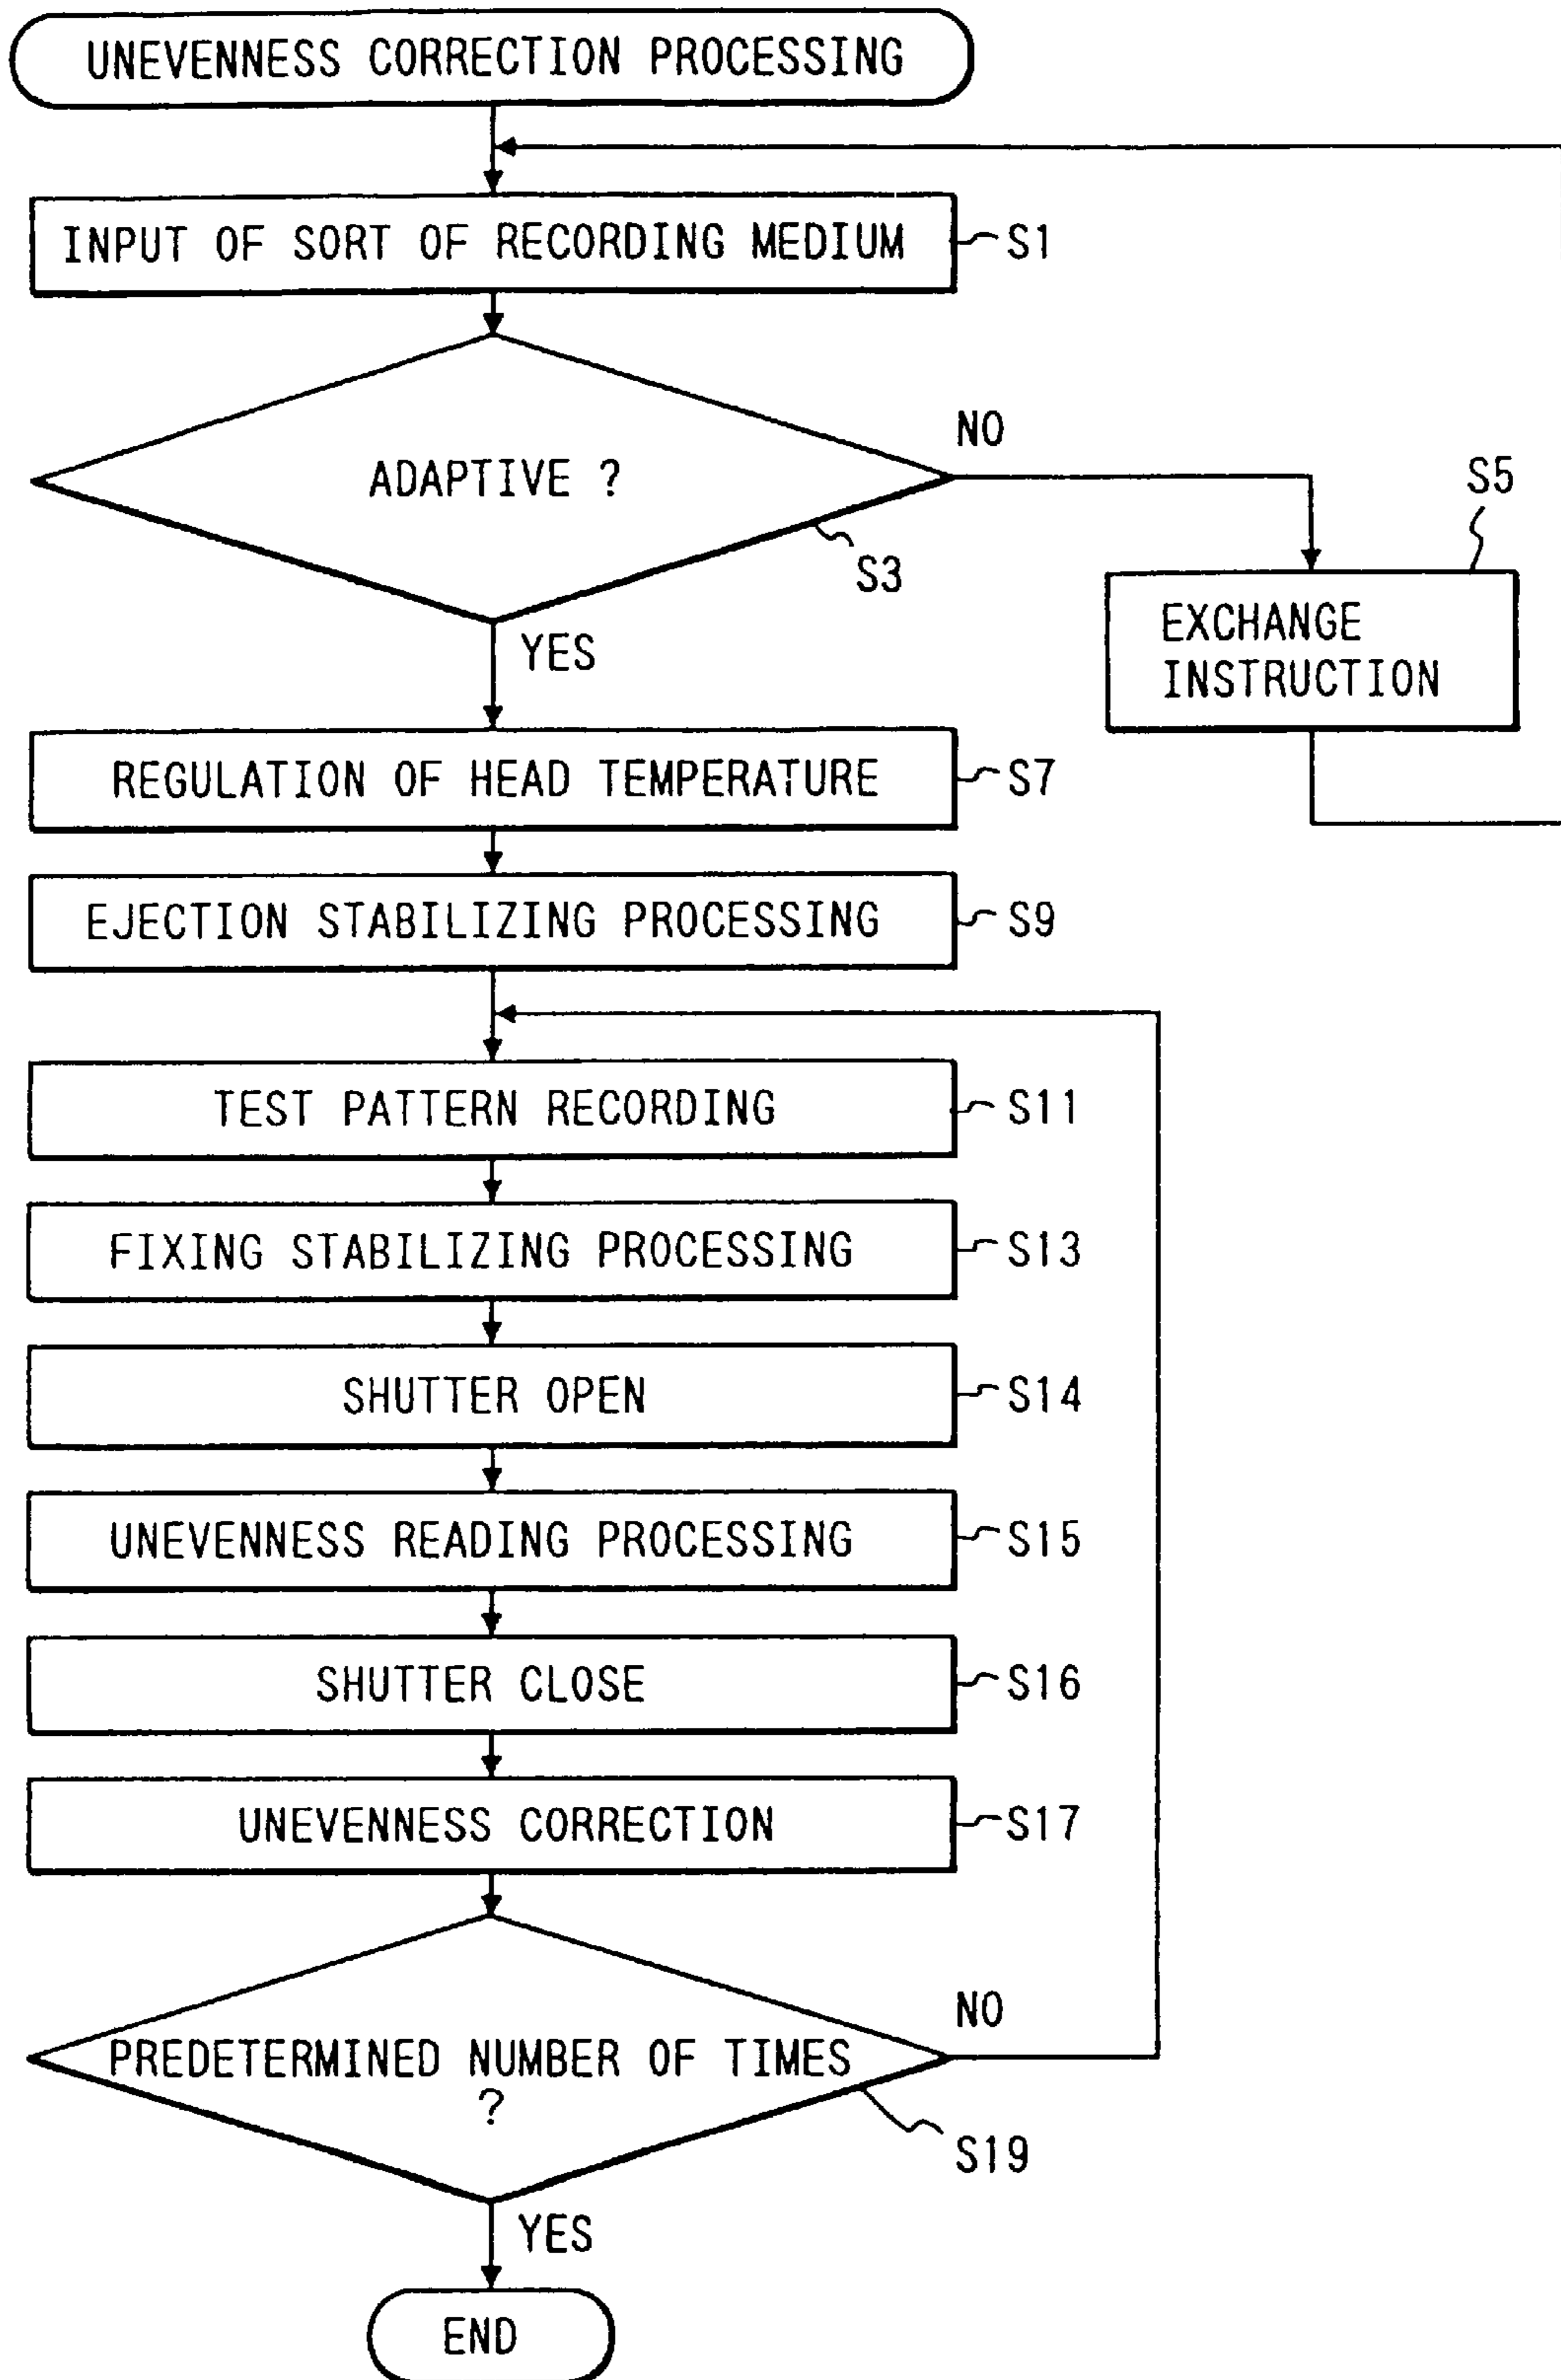 UNEVENNESS CORRECTION PROCESSING
INPUT OF SORT OF RECORDING MEDIUM
S1
NO
ADAPTIVE ?
S3
S5
EXCHANGE
INSTRUCTION
YES
REGULATION OF HEAD TEMPERATURE
S7
EJECTION STABILIZING PROCESSING
S9
TEST PATTERN RECORDING
S11
FIXING STABILIZING PROCESSING
S13
SHUTTER OPEN
S14
UNEVENNESS READING PROCESSING
S15
SHUTTER CLOSE
S16
UNEVENNESS CORRECTION
S17
NO
PREDETERMINED NUMBER OF TIMES
?
S19
YES
END